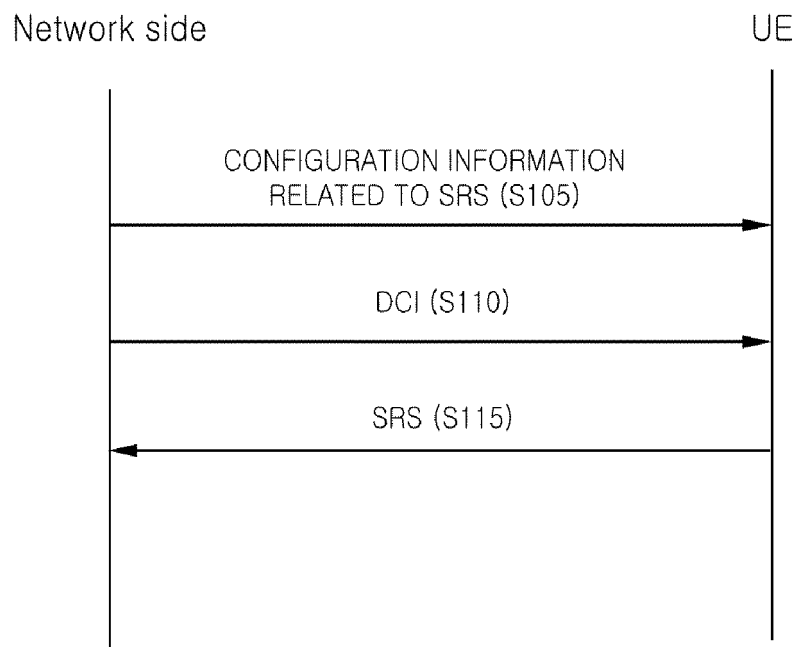 Network side
UE
CONFIGURATION INFORMATION
RELATED TO SRS (S105)
DCI (S110)
SRS (S115)